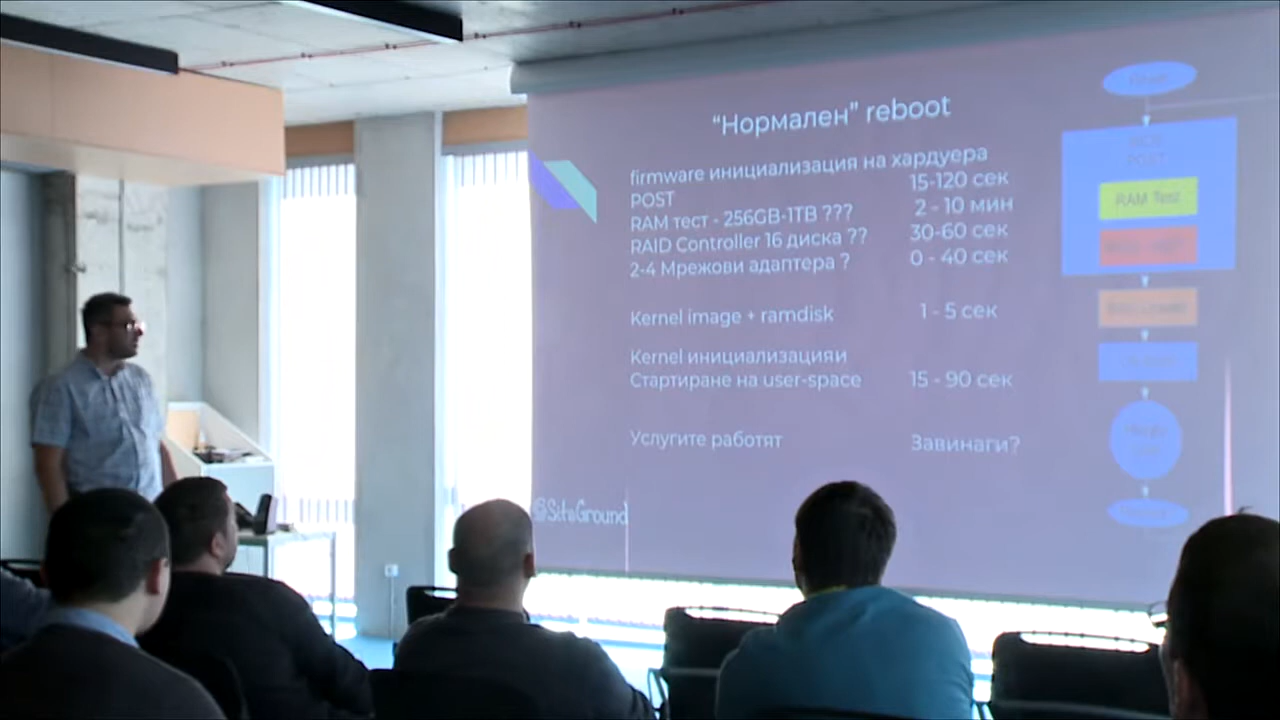 “Нормален” reboot
firmware инициализация на хардуера
POST 15-120 сек
RAM тест - 256GB-1TB ??? 2 - 10 мин
RAID Controller 16 диска ?? 30-60 сек
2-4 Мрежови адаптера ? 0 - 40 сек
Kernel image + ramdisk 1 - 5 сек
Kernel инициализацияи
Стартиране на user-space 15 - 90 сек
Услугите работят Завинаги?
@SiteGround
POST
RAM Test